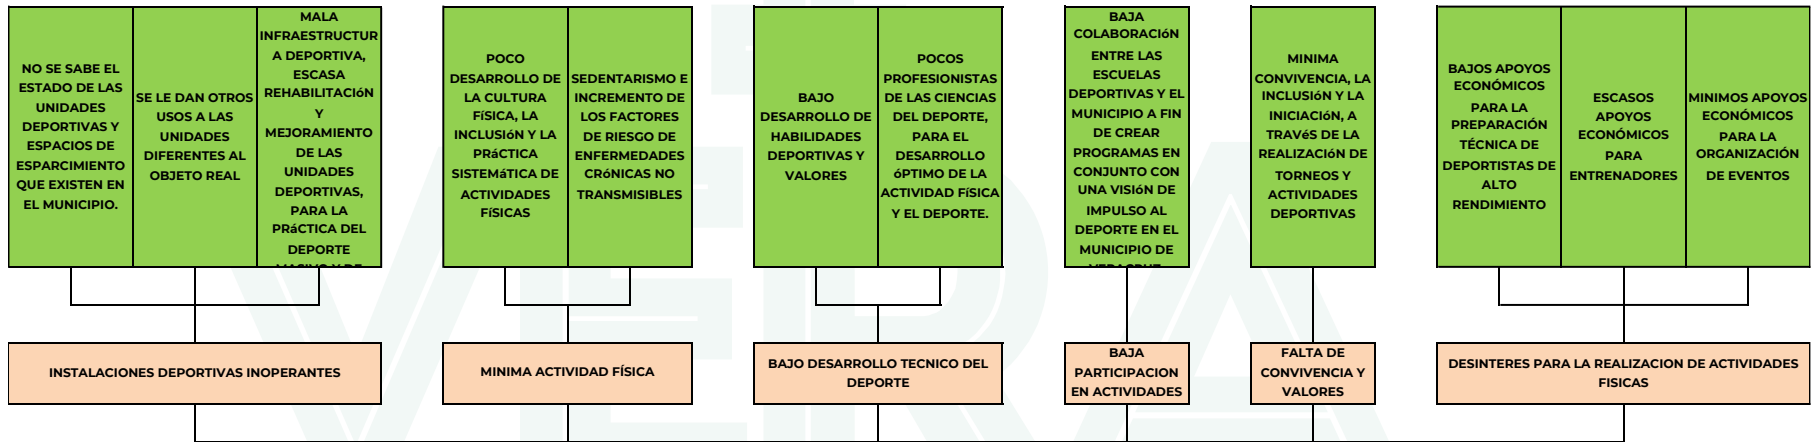 NO SE SABE EL
ESTADO DE LAS
UNIDADES
DEPORTIVAS Y
ESPACIOS DE
ESPARCIMIENTO
QUE EXISTEN EN
EL MUNICIPIO.
SE LE DAN OTROS
USOS A LAS
UNIDADES
DIFERENTES AL
OBJETO REAL
MALA
INFRAESTRUCTUR
A DEPORTIVA,
ESCASA
REHABILITACIóN
Y
MEJORAMIENTO
DE LAS
UNIDADES
DEPORTIVAS,
PARA LA
PRáCTICA DEL
DEPORTE
POCO
DESARROLLO DE
LA CULTURA
FíSICA, LA
INCLUSIóN Y LA
PRáCTICA
SISTEMáTICA DE
ACTIVIDADES
FíSICAS
SEDENTARISMO E
INCREMENTO DE
LOS FACTORES
DE RIESGO DE
ENFERMEDADES
CRóNICAS NO
TRANSMISIBLES
BAJO
DESARROLLO DE
HABILIDADES
DEPORTIVAS Y
VALORES
POCOS
PROFESIONISTAS
DE LAS CIENCIAS
DEL DEPORTE,
PARA EL
DESARROLLO
óPTIMO DE LA
ACTIVIDAD FíSICA
Y EL DEPORTE.
BAJA
COLABORACIóN
ENTRE LAS
ESCUELAS
DEPORTIVAS Y EL
MUNICIPIO A FIN
DE CREAR
PROGRAMAS EN
CONJUNTO CON
UNA VISIóN DE
IMPULSO AL
DEPORTE EN EL
MUNICIPIO DE
MINIMA
CONVIVENCIA, LA
INCLUSIóN Y LA
INICIACIóN, A
TRAVéS DE LA
REALIZACIóN DE
TORNEOS Y
ACTIVIDADES
DEPORTIVAS
BAJOS APOYOS
ECONÓMICOS
PARA LA
PREPARACIÓN
TÉCNICA DE
DEPORTISTAS DE
ALTO
RENDIMIENTO
ESCASOS
APOYOS
ECONÓMICOS
PARA
ENTRENADORES
MINIMOS APOYOS
ECONÓMICOS
PARA LA
ORGANIZACIÓN
DE EVENTOS
INSTALACIONES DEPORTIVAS INOPERANTES
MINIMA ACTIVIDAD FÍSICA
BAJO DESARROLLO TECNICO DEL
DEPORTE
BAJA
PARTICIPACION
EN ACTIVIDADES
FALTA DE
CONVIVENCIA Y
VALORES
DESINTERES PARA LA REALIZACION DE ACTIVIDADES
FISICAS